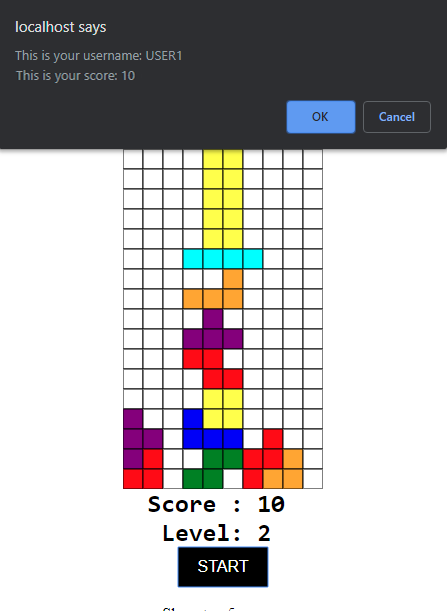 localhost says
This is your username: USER1
This is your score: 10
OK
Cancel
Score : 10
Level: 2
START